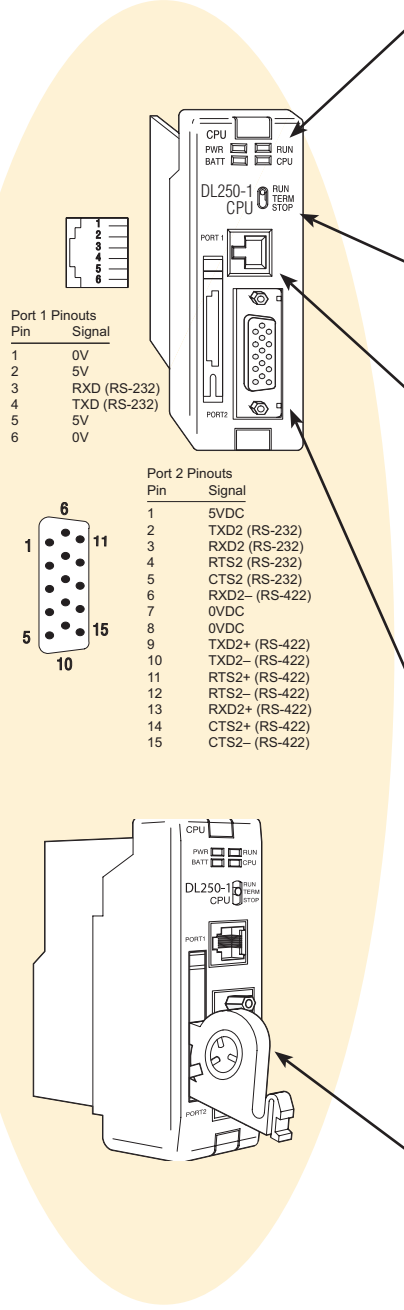 CPU
PWR RUN
BATT CPU
DL250-1 RUN
CPU TERM
STOP
PORT 1
PORT2
1
2
3
4
5
6
Port 1 Pinouts
Pin Signal
1 0V
2 5V
3 RXD (RS-232)
4 TXD (RS-232)
5 5V
6 0V
6
1 11
5 15
10
Port 2 Pinouts
Pin Signal
1 5VDC
2 TXD2 (RS-232)
3 RXD2 (RS-232)
4 RTS2 (RS-232)
5 CTS2 (RS-232)
6 RXD2– (RS-422)
7 0VDC
8 0VDC
9 TXD2+ (RS-422)
10 TXD2– (RS-422)
11 RTS2+ (RS-422)
12 RTS2– (RS-422)
13 RXD2+ (RS-422)
14 CTS2+ (RS-422)
15 CTS2– (RS-422)
CPU
PWR RUN
BATT CPU
DL250-1 RUN
CPU TERM
STOP
PORT1
PORT2